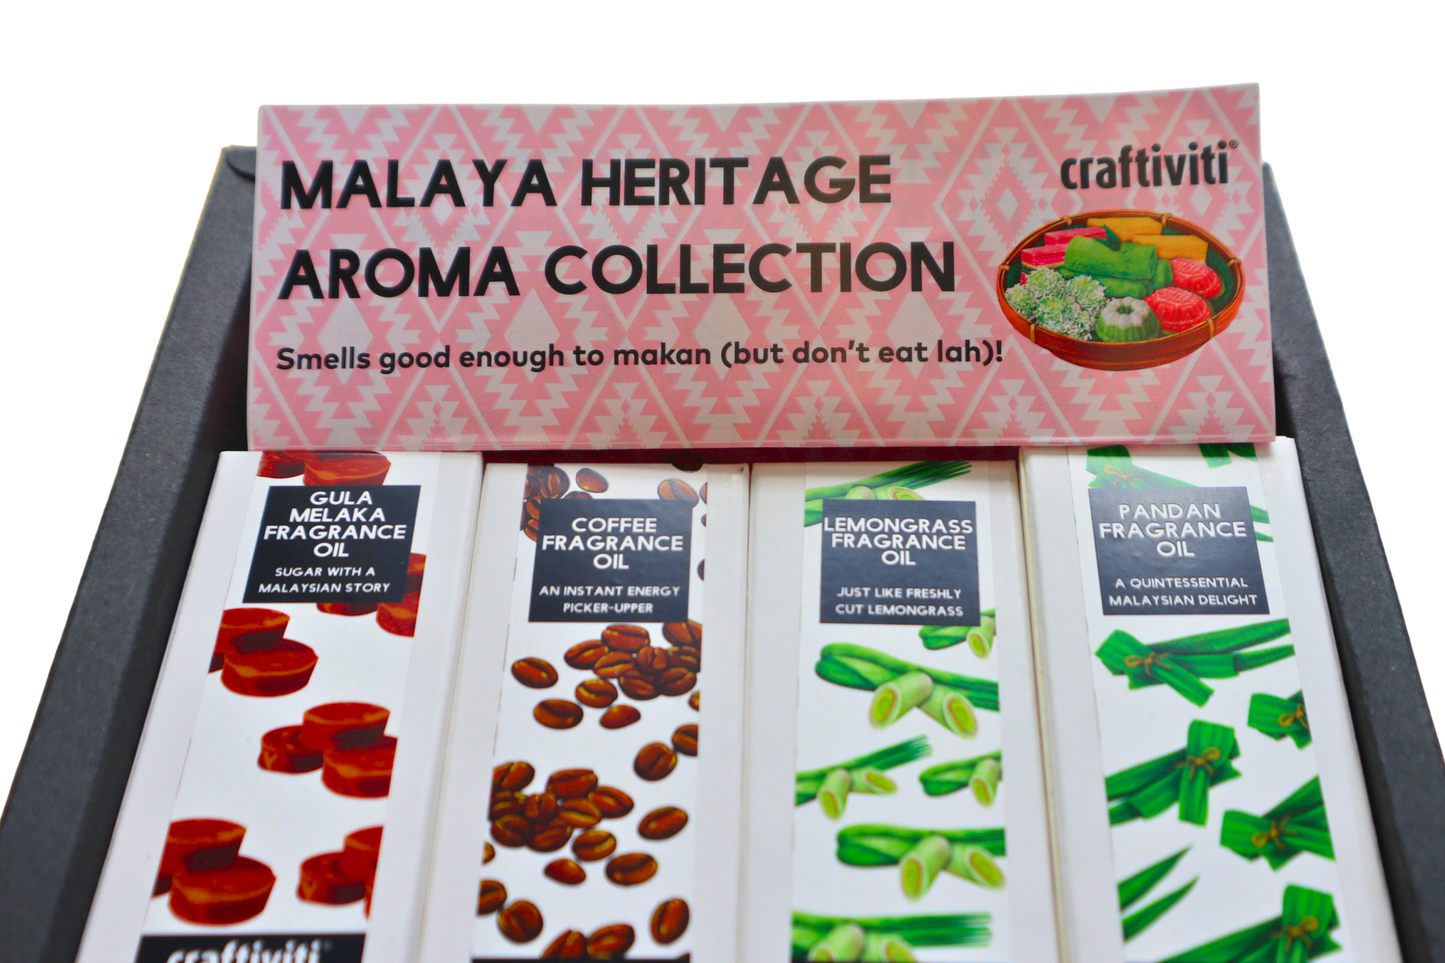 MALAYA HERITAGE
AROMA COLLECTION
Smells good enough to makan (but don't eat lah)!
craftiviti®
GULA
MELAKA
FRAGRANCE
OIL
SUGAR WITH A
MALAYSIAN STORY
craftiviti
COFFEE
FRAGRANCE
OIL
AN INSTANT ENERGY
PICKER-UPPER
LEMONGRASS
FRAGRANCE
OIL
JUST LIKE FRESHLY
CUT LEMONGRASS
PANDAN
FRAGRANCE
OIL
A QUINTESSENTIAL
MALAYSIAN DELIGHT